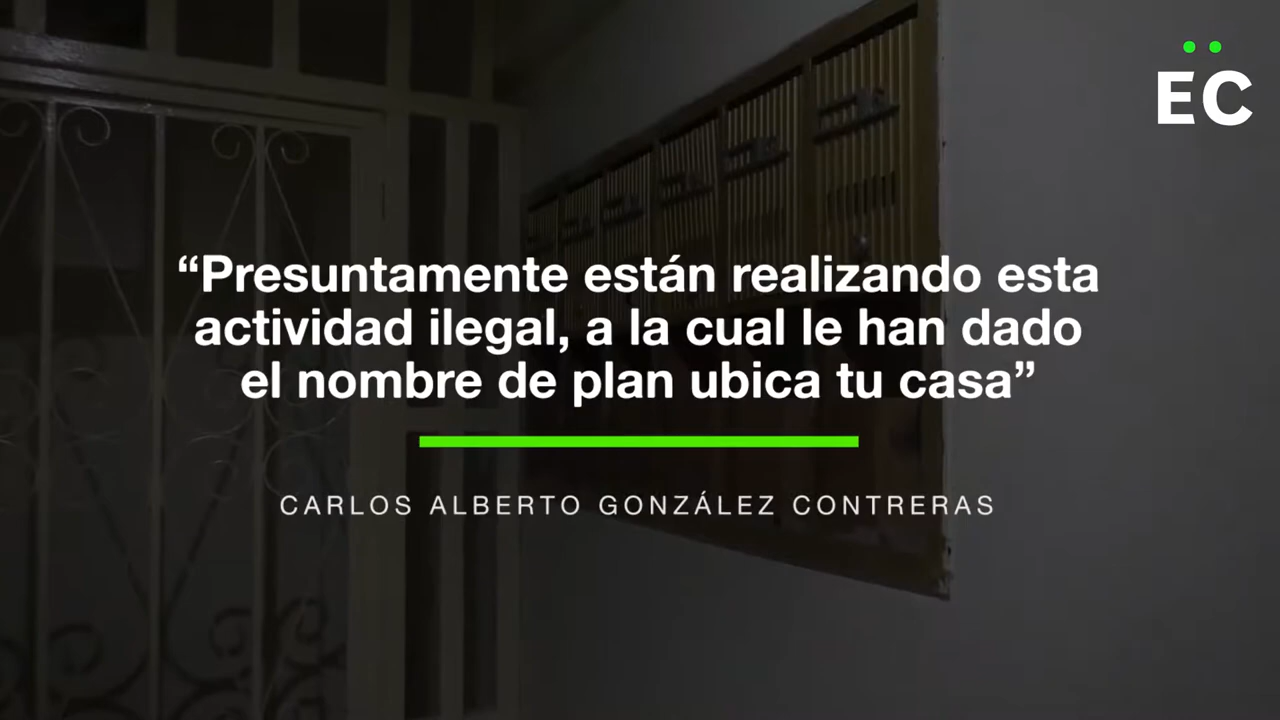 ËC
“Presuntamente están realizando esta
actividad ilegal, a la cual le han dado
el nombre de plan ubica tu casa”
CARLOS ALBERTO GONZÁLEZ CONTRERAS